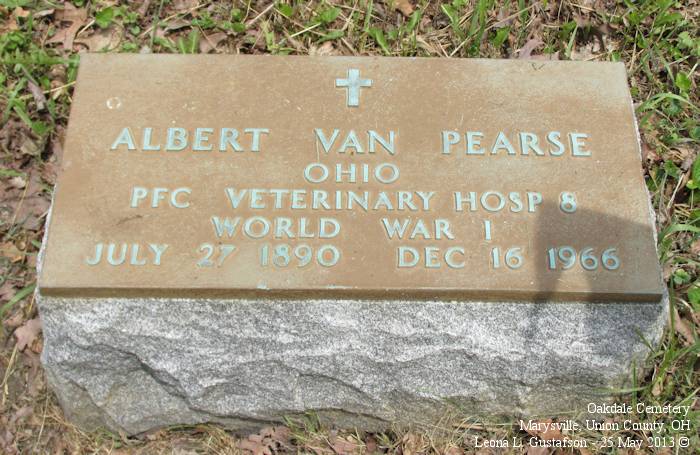 ALBERT VAN PEARSE
OHIO
PFC VETERINARY HOSP 8
WORLD WAR I
JULY 27 1890 DEC 16 1966
Oakdale Cemetery
Marysville, Union County, OH
Leona L. Gustafson - 25 May 2013 ©